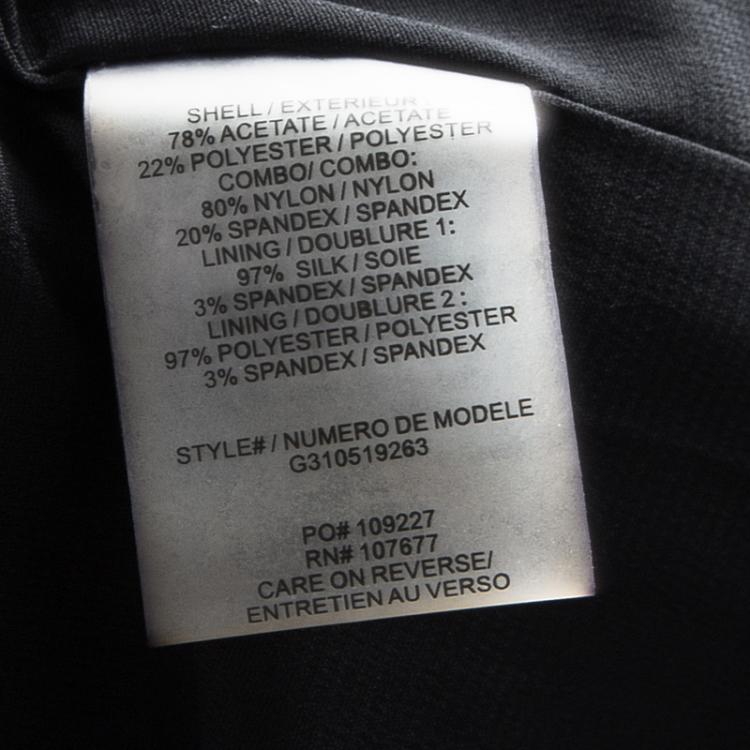 SHELL / EXTERIEUR :
78% ACETATE / ACETATE
22% POLYESTER / POLYESTER
COMBO/ COMBO:
80% NYLON / NYLON
20% SPANDEX / SPANDEX
LINING / DOUBLURE 1:
97% SILK / SOIE
3% SPANDEX / SPANDEX
LINING / DOUBLURE 2 :
97% POLYESTER / POLYESTER
3% SPANDEX / SPANDEX
STYLE# / NUMERO DE MODELE
G310519263
PO# 109227
RN# 107677
CARE ON REVERSE/
ENTRETIEN AU VERSO